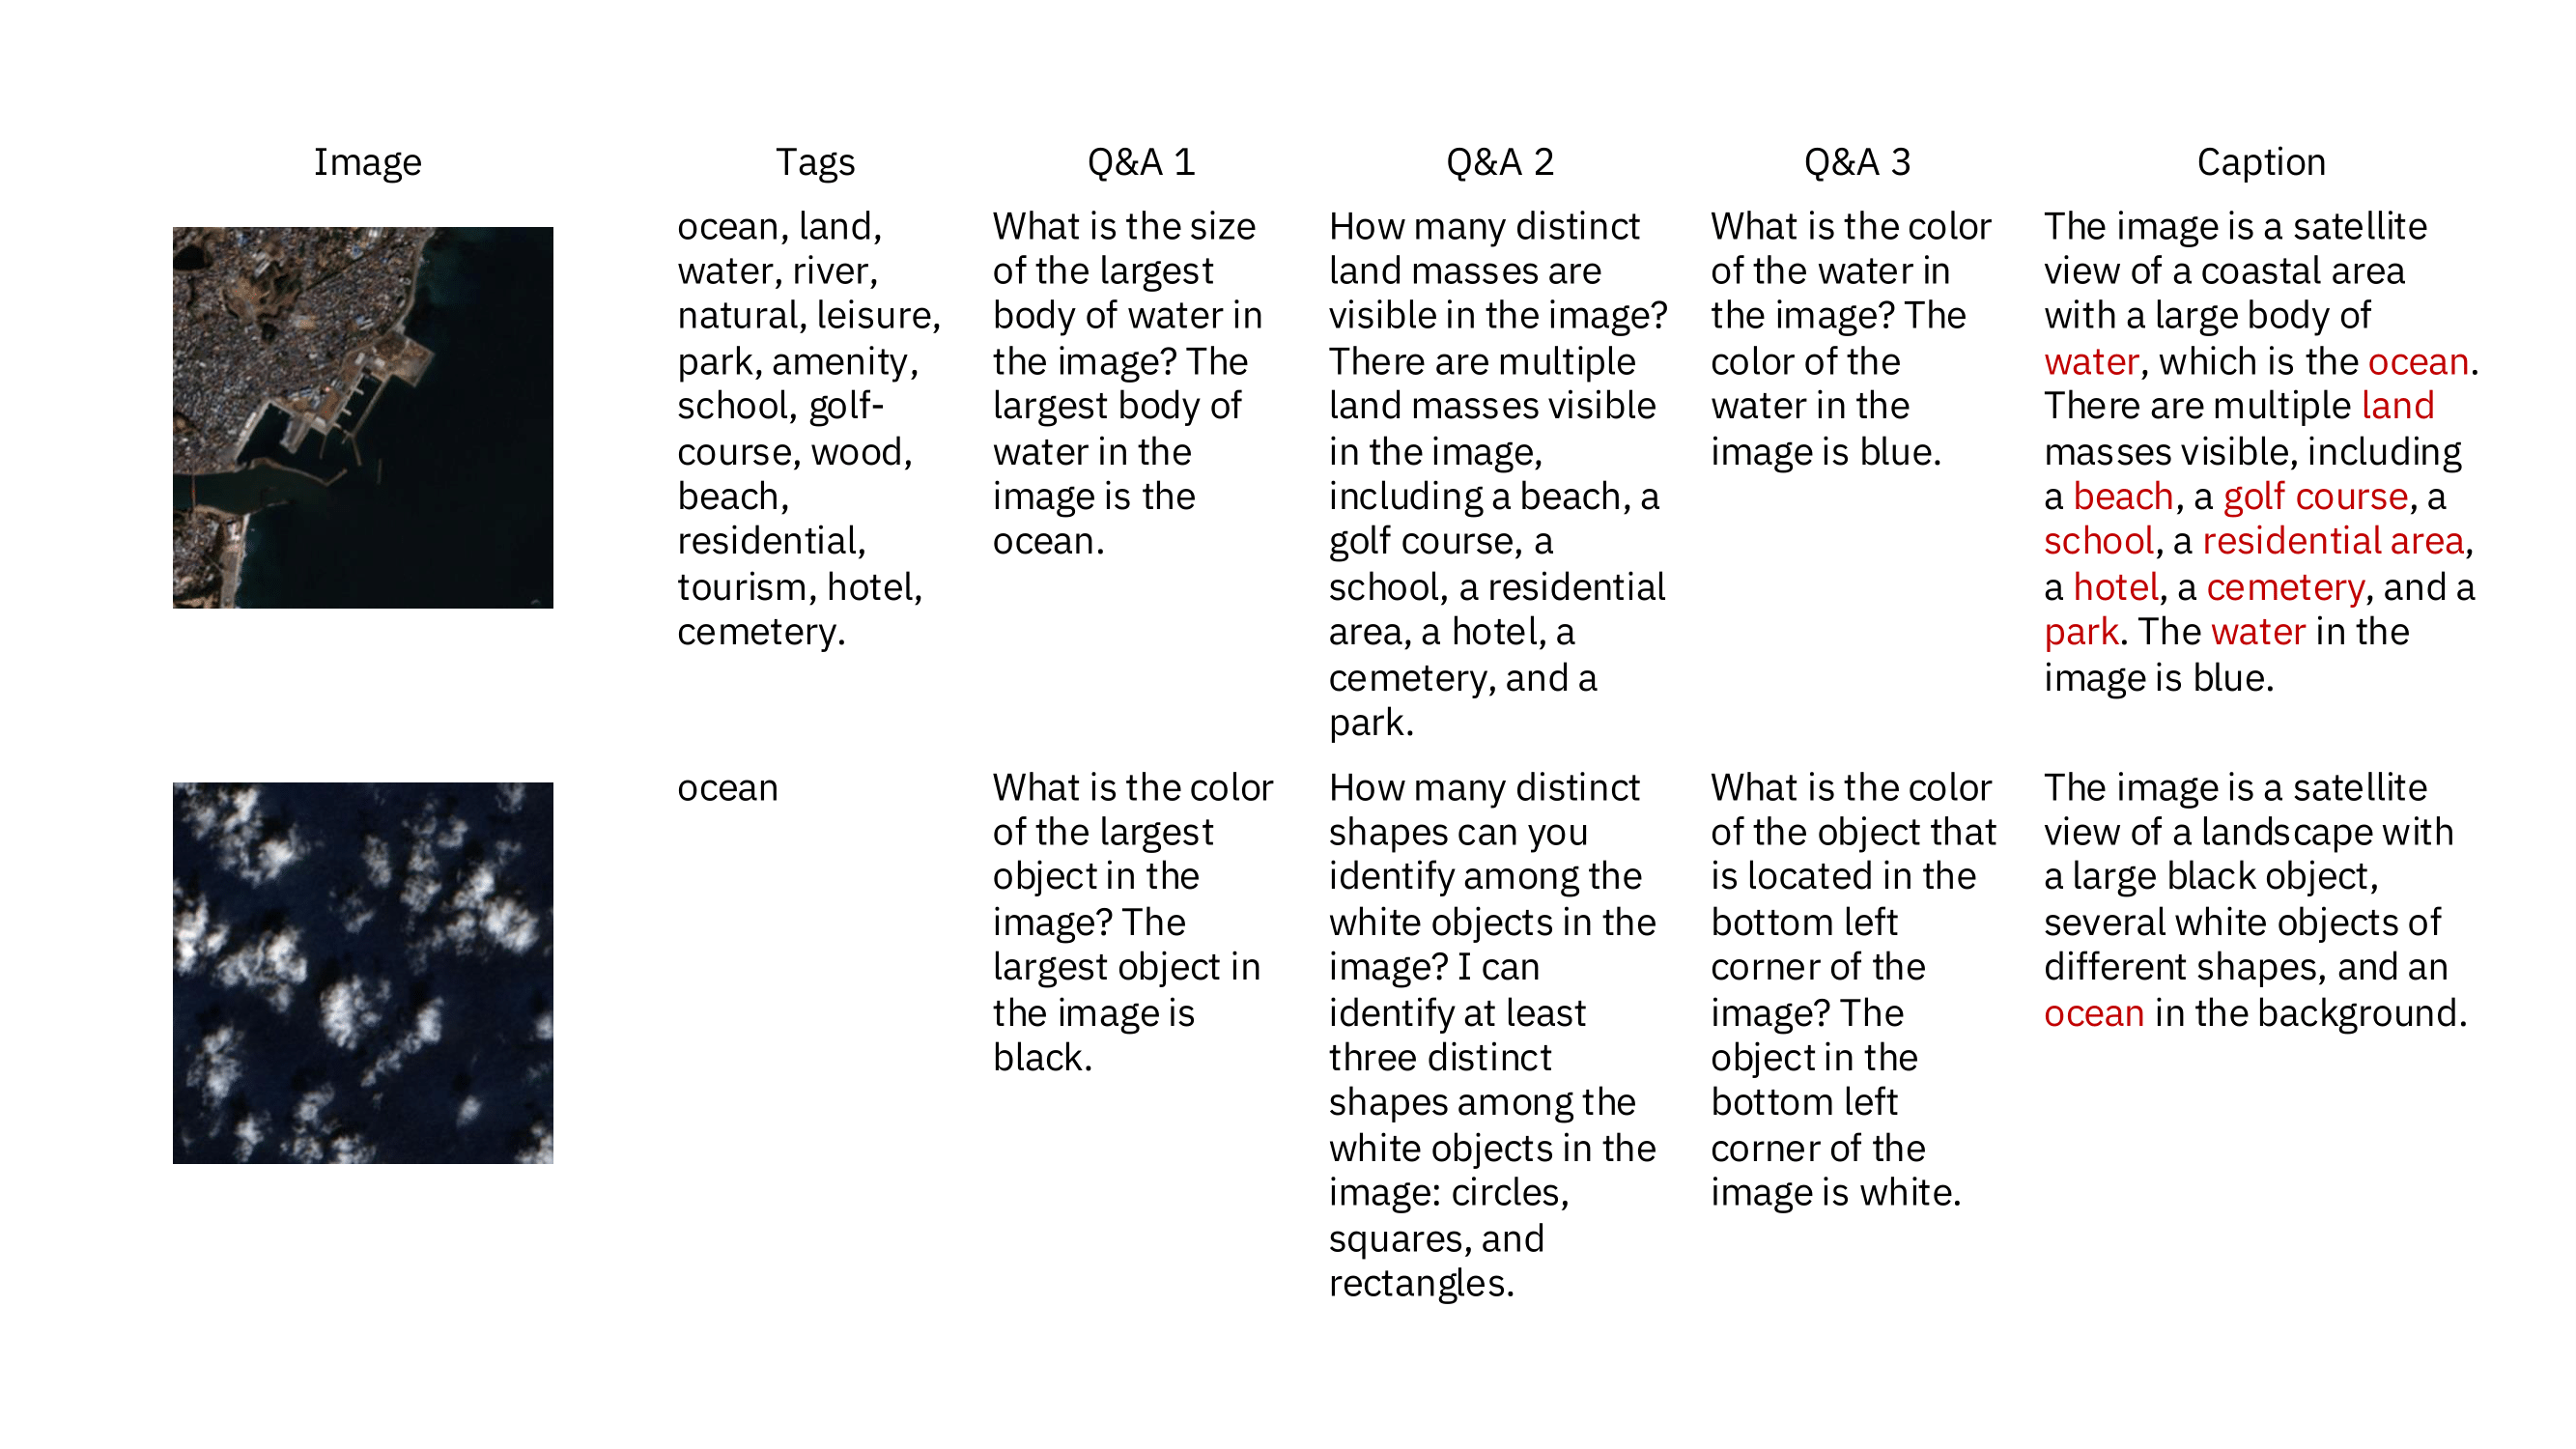 Image Tags Q&A 1 Q&A 2 Q&A 3 Caption
ocean, land,
water, river,
natural, leisure,
park, amenity,
school, golf-
course, wood,
beach,
residential,
tourism, hotel,
cemetery.
What is the size
of the largest
body of water in
the image? The
largest body of
water in the
image is the
ocean.
How many distinct
land masses are
visible in the image?
There are multiple
land masses visible
in the image,
including a beach, a
golf course, a
school, a residential
area, a hotel, a
cemetery, and a
park.
What is the color
of the water in
the image? The
color of the
water in the
image is blue.
The image is a satellite
view of a coastal area
with a large body of
water, which is the ocean.
There are multiple land
masses visible, including
a beach, a golf course, a
school, a residential area,
a hotel, a cemetery, and a
park. The water in the
image is blue.
ocean
What is the color
of the largest
object in the
image? The
largest object in
the image is
black.
How many distinct
shapes can you
identify among the
white objects in the
image? I can
identify at least
three distinct
shapes among the
white objects in the
image: circles,
squares, and
rectangles.
What is the color
of the object that
is located in the
bottom left
corner of the
image? The
object in the
bottom left
corner of the
image is white.
The image is a satellite
view of a landscape with
a large black object,
several white objects of
different shapes, and an
ocean in the background.